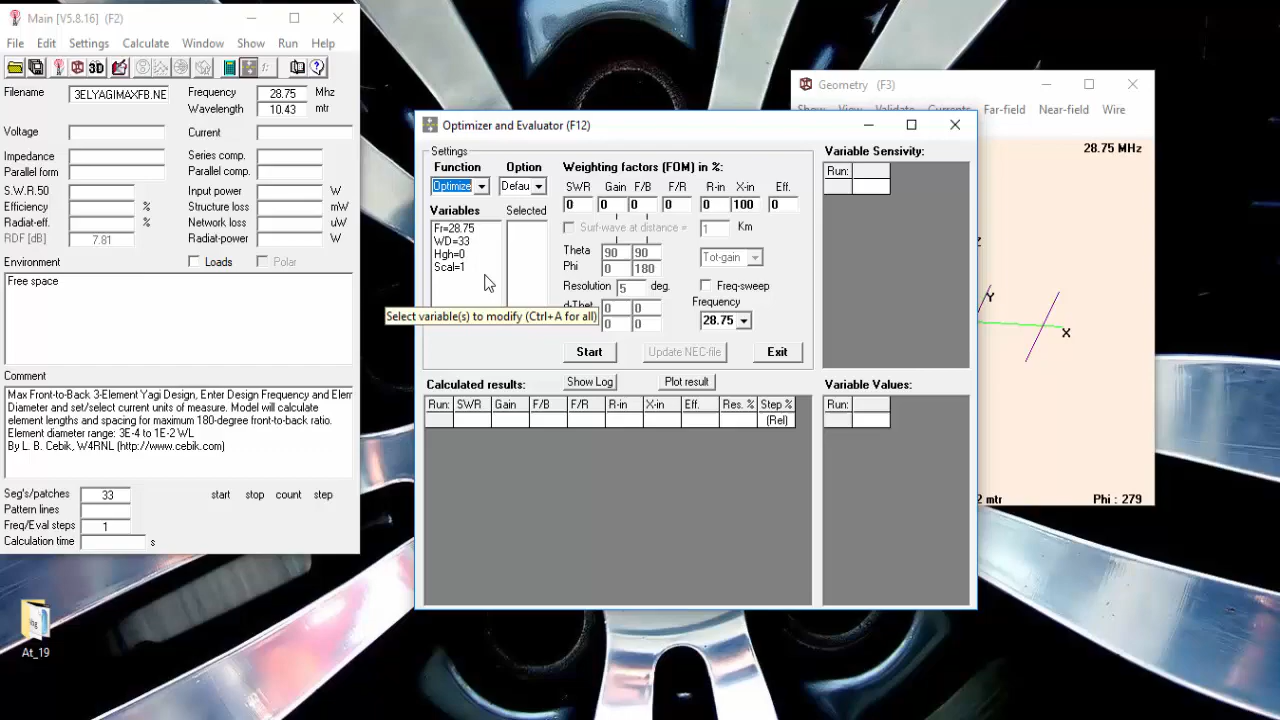 Main [V5.8.16] (F2)
File Edit Settings Calculate Window Show Run Help
3D
Filename 3ELYAGIMASONE Frequency 28.75 Mhz
Wavelength 10.43 mtr
Voltage Current
Impedance Series comp.
Parallel form Parallel comp.
S.W.R.50 Input power W
Efficiency % Structure loss mW
Radiat-eff. % Network loss uW
RDF [dB] 7.81 Radiat-power W
Environment Loads Polar
Free space
Comment
Max Front-to-Back 3-Element Yagi Design, Enter Design Frequency and Elem
Diameter and set/select current units of measure. Model will calculate
element lengths and spacing for maximum 180-degree front-to-back ratio.
Element diameter range: 3E-4 to 1E-2 WL
By L. B. Cebik, W4RNL (http://www.cebik.com)
Seg's/patches 33 start stop count step
Pattern lines
Freq/Eval steps 1
Calculation time s
At_19
Optimizer and Evaluator (F12)
Settings
Function Option Weighting factors (FOM) in %:
Optimize Defau SWR Gain F/B F/R R-in X-in Eff.
0 0 0 0 0 100 0
Variables Selected
Fr=28.75
WD=33
Hgh=0
Scal=1
Surf-wave at distance = 1 Km
Theta 90 90 Tot-gain
Phi 0 180
Resolution 5 deg. Freq-sweep
d-Thet 0 0 Frequency
0 0 28.75
Select variable(s) to modify (Ctrl+A for all)
Start Update NEC-file Exit
Calculated results: Show Log Plot result
Run: SWR Gain F/B F/R R-in X-in Eff. Res. % Step %
(Rel)
Variable Sensivity:
Run:
Variable Values:
Run:
Geometry (F3)
Show View Validate Currents Far-field Near-field Wire
28.75 MHz
Z
Y
X
2 mtr Phi : 279